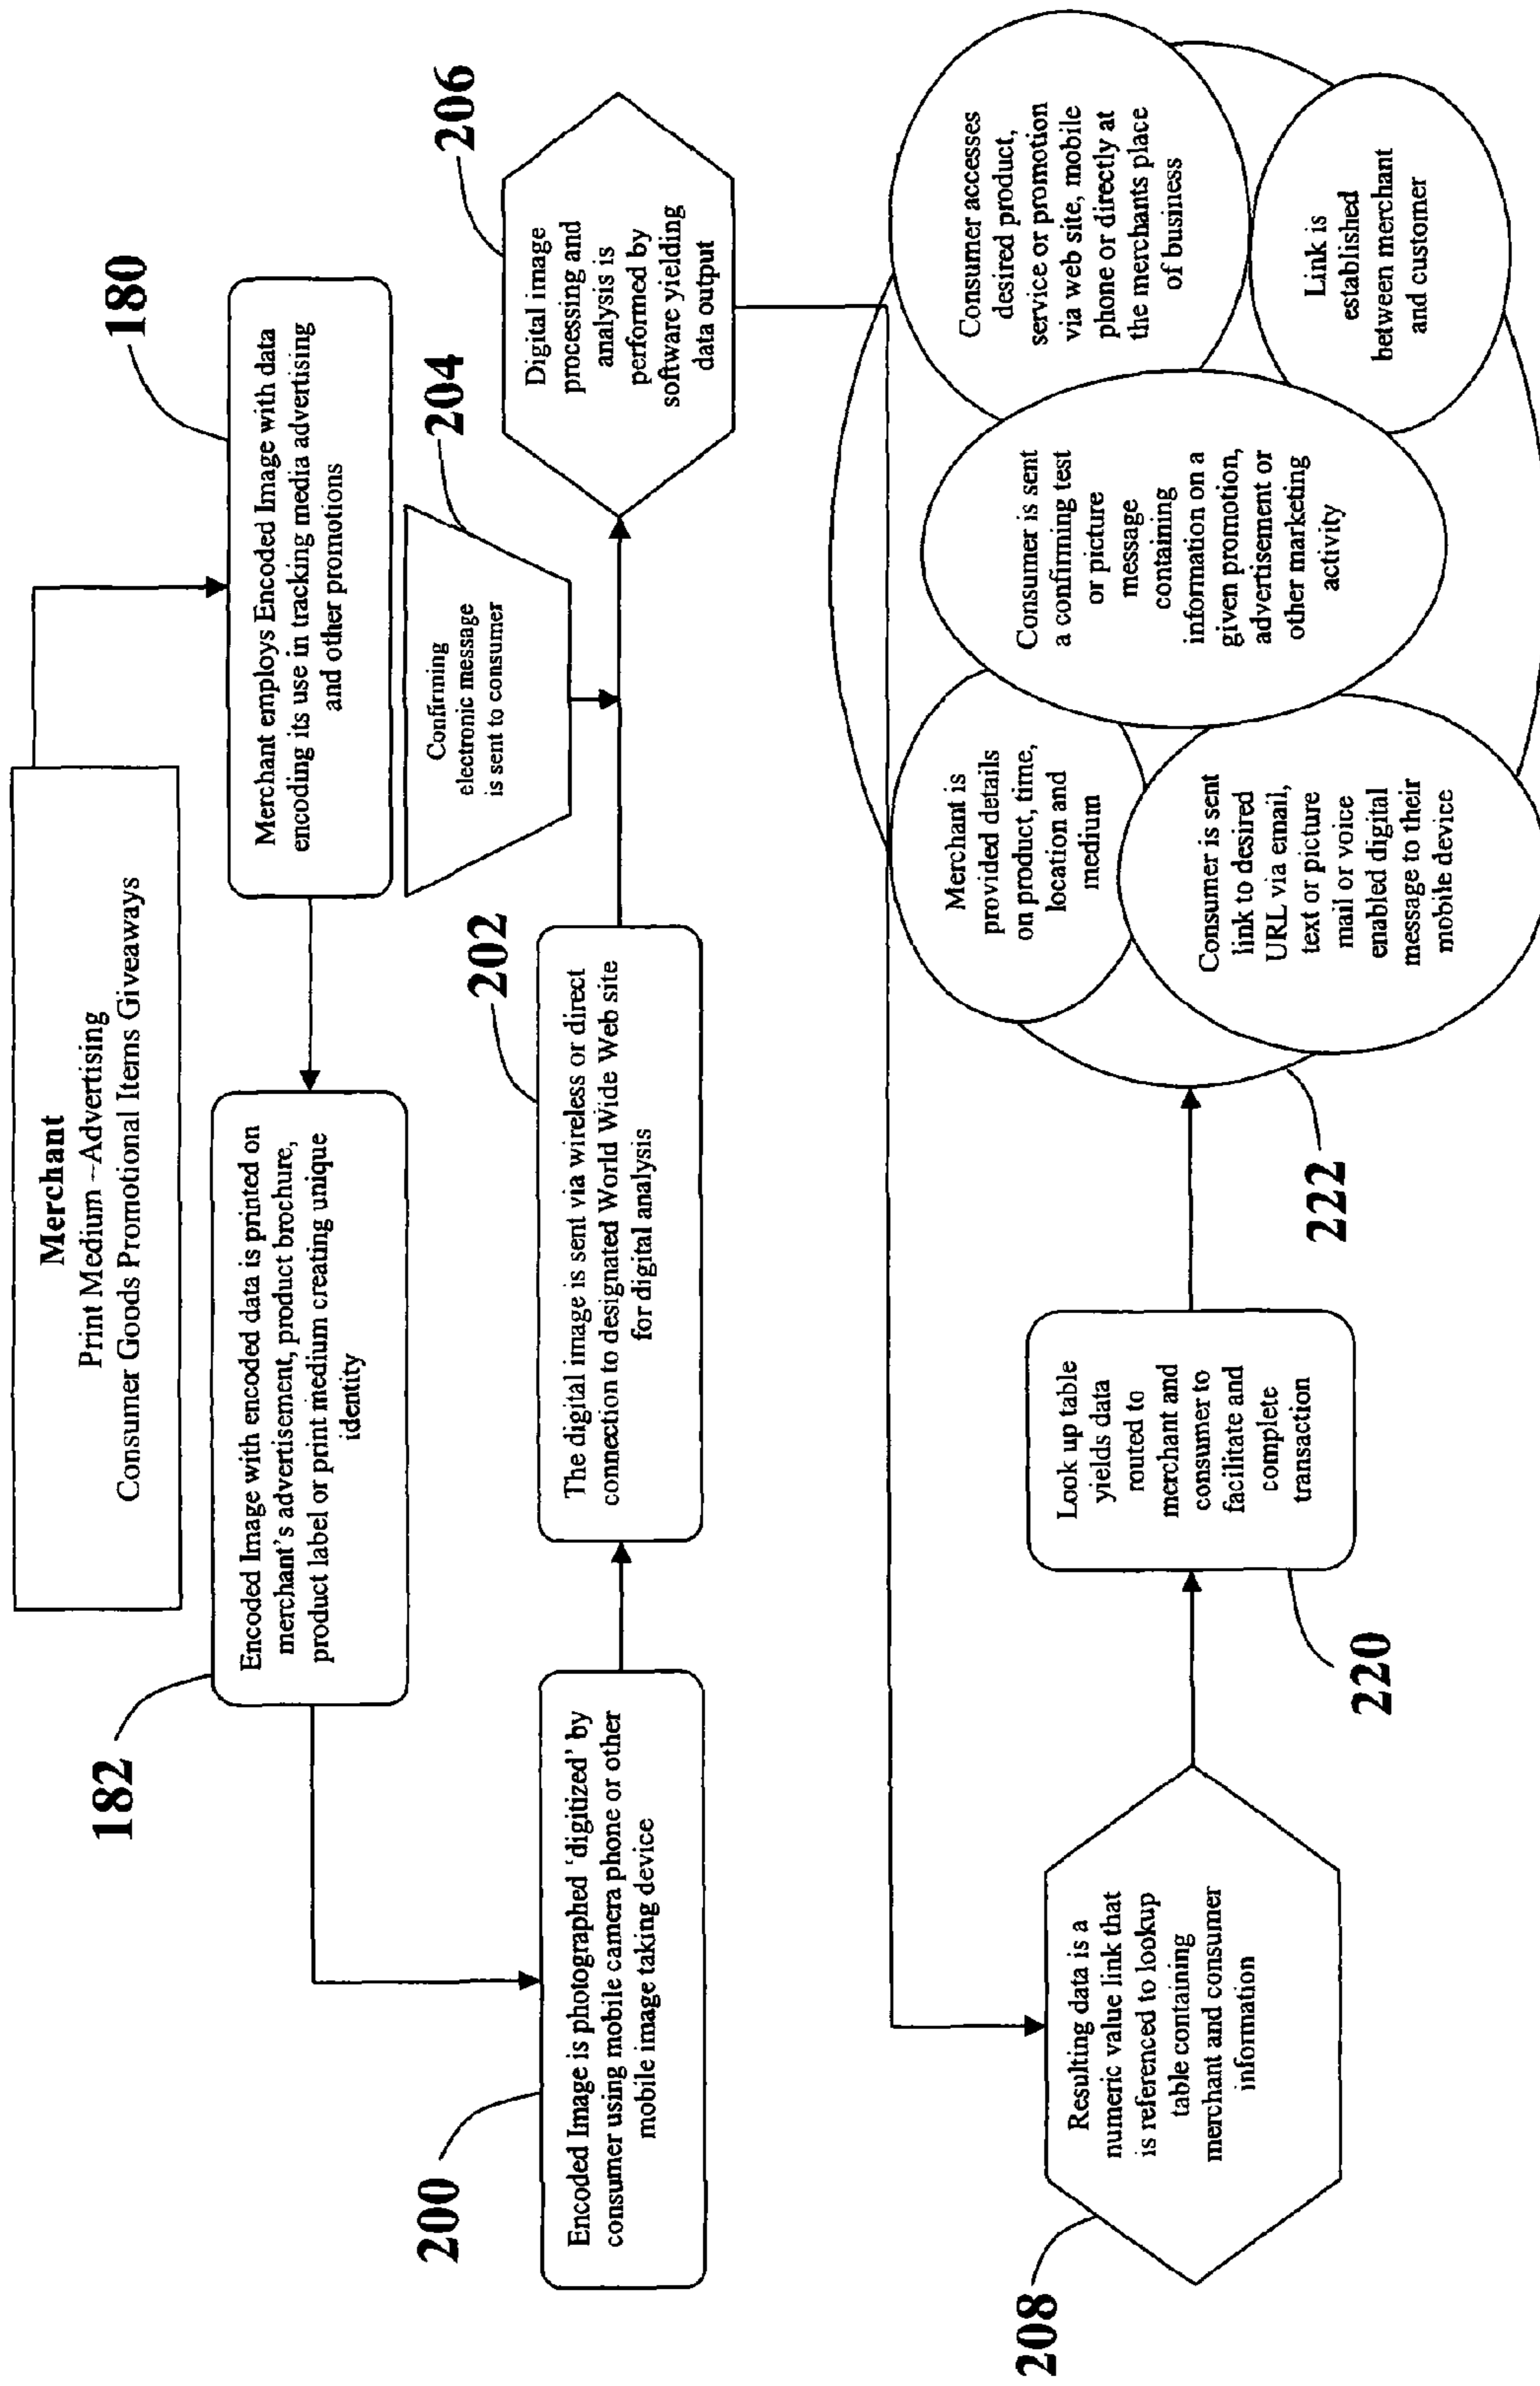 Merchant
Print Medium –Advertising
Consumer Goods Promotional Items Giveaways
180
Merchant employs Encoded Image with data
encoding its use in tracking media advertising
and other promotions
182
Encoded Image with encoded data is printed on
merchant's advertisement, product brochure,
product label or print medium creating unique
identity
200
Encoded Image is photographed 'digitized' by
consumer using mobile camera phone or other
mobile image taking device
202
The digital image is sent via wireless or direct
connection to designated World Wide Web site
for digital analysis
204
Confirming
electronic message
is sent to consumer
206
Digital image
processing and
analysis is
performed by
software yielding
data output
208
Resulting data is a
numeric value link that
is referenced to lookup
table containing
merchant and consumer
information
220
Look up table
yields data
routed to
merchant and
consumer to
facilitate and
complete
transaction
222
Merchant is
provided details
on product, time,
location and
medium
Consumer is sent
link to desired
URL via email,
text or picture
mail or voice
enabled digital
message to their
mobile device
Consumer is sent
a confirming test
or picture
message
containing
information on a
given promotion,
advertisement or
other marketing
activity
Consumer accesses
desired product,
service or promotion
via web site, mobile
phone or directly at
the merchants place
of business
Link is
established
between merchant
and customer